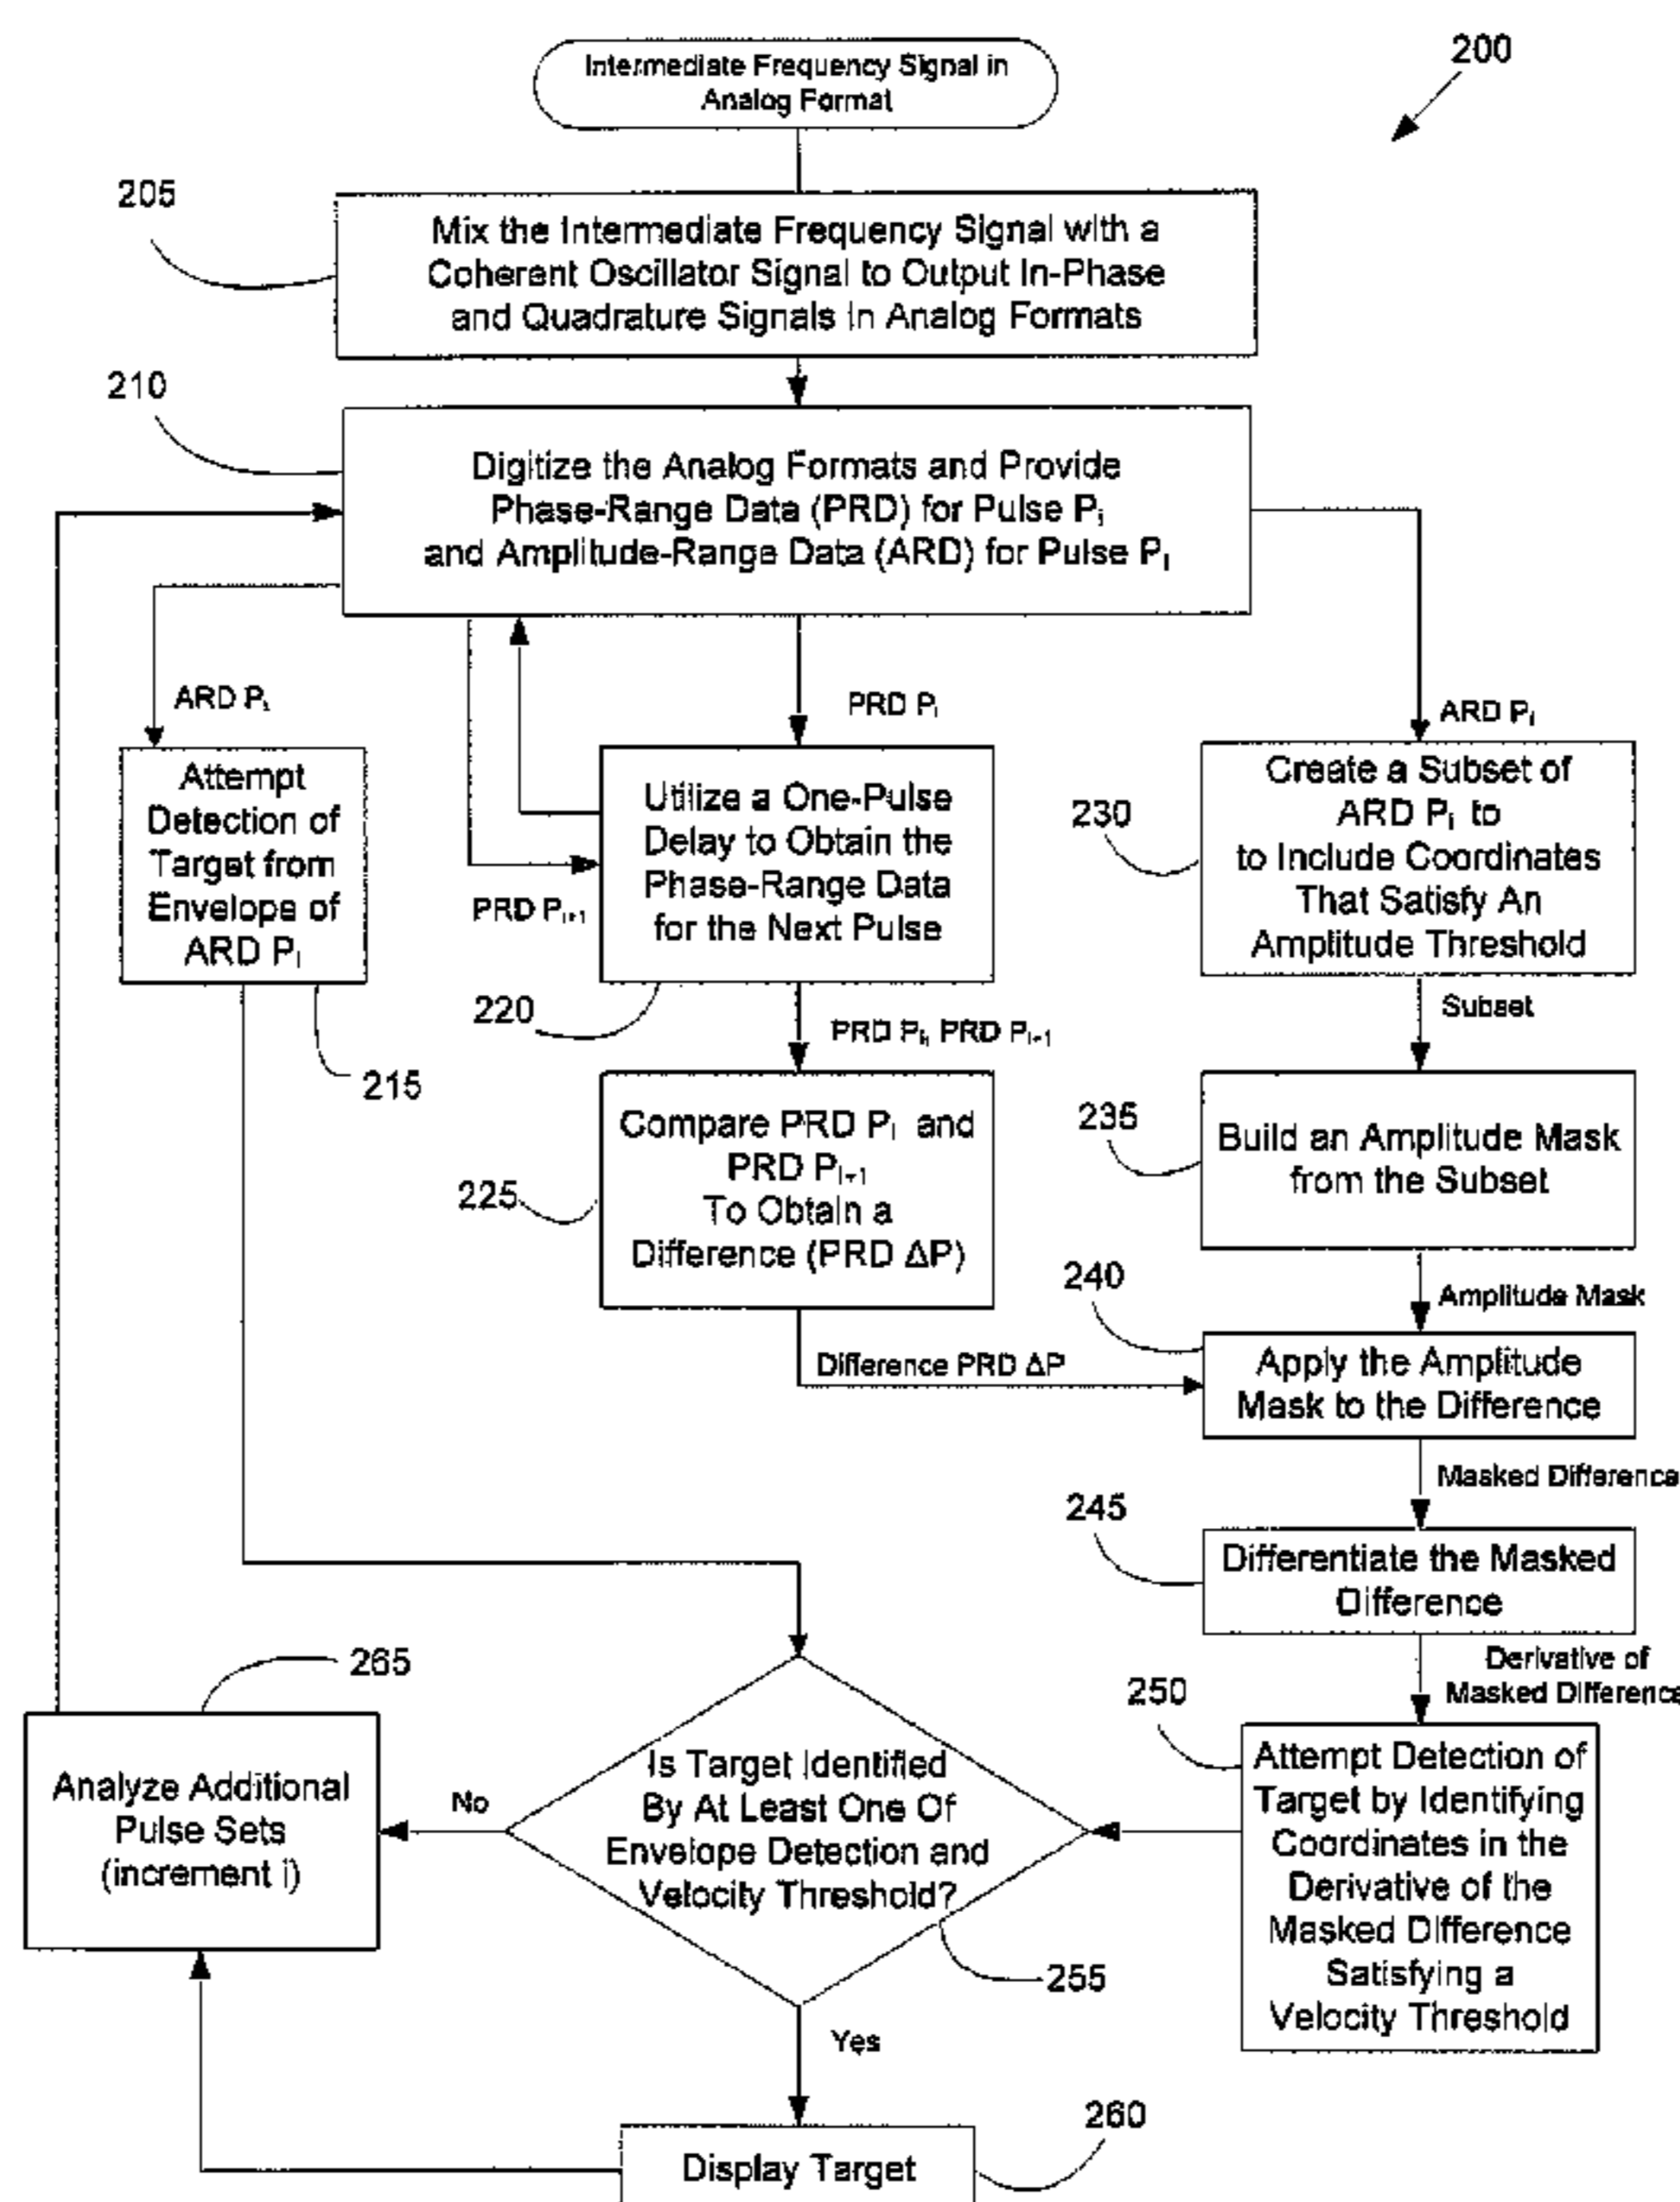 Intermediate Frequency Signal in
Analog Format
200
205
Mix the Intermediate Frequency Signal with a
Coherent Oscillator Signal to Output In-Phase
and Quadrature Signals in Analog Formats
210
Digitize the Analog Formats and Provide
Phase-Range Data (PRD) for Pulse Pi
and Amplitude-Range Data (ARD) for Pulse Pi
ARD Pi
PRD Pi
ARD Pi
Attempt
Detection of
Target from
Envelope of
ARD Pi
215
Utilize a One-Pulse
Delay to Obtain the
Phase-Range Data
for the Next Pulse
PRD Pi+1
220
230
Create a Subset of
ARD Pi to
to Include Coordinates
That Satisfy An
Amplitude Threshold
Subset
PRD Pi, PRD Pi+1
225
Compare PRD Pi and
PRD Pi+1
To Obtain a
Difference (PRD ΔP)
235
Build an Amplitude Mask
from the Subset
Amplitude Mask
240
Difference PRD ΔP
Apply the Amplitude
Mask to the Difference
Masked Difference
245
Differentiate the Masked
Difference
Derivative of
Masked Difference
250
Attempt Detection of
Target by Identifying
Coordinates in the
Derivative of the
Masked Difference
Satisfying a
Velocity Threshold
265
Analyze Additional
Pulse Sets
(increment i)
No
Is Target Identified
By At Least One Of
Envelope Detection and
Velocity Threshold?
255
Yes
260
Display Target